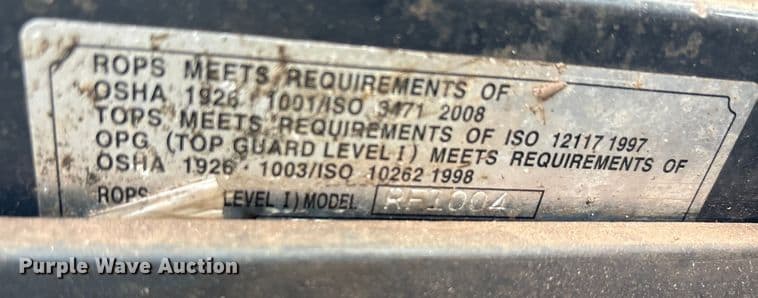 ROPS MEETS REQUIREMENTS OF
OSHA 1926 · 1001/ISO 3471 2008
TOPS MEETS REQUIREMENTS OF ISO 12117 1997
OPG (TOP GUARD LEVEL I) MEETS REQUIREMENTS OF
OSHA 1926 · 1003/ISO 10262 1998
ROPS LEVEL I) MODEL RF1004
Purple Wave Auction